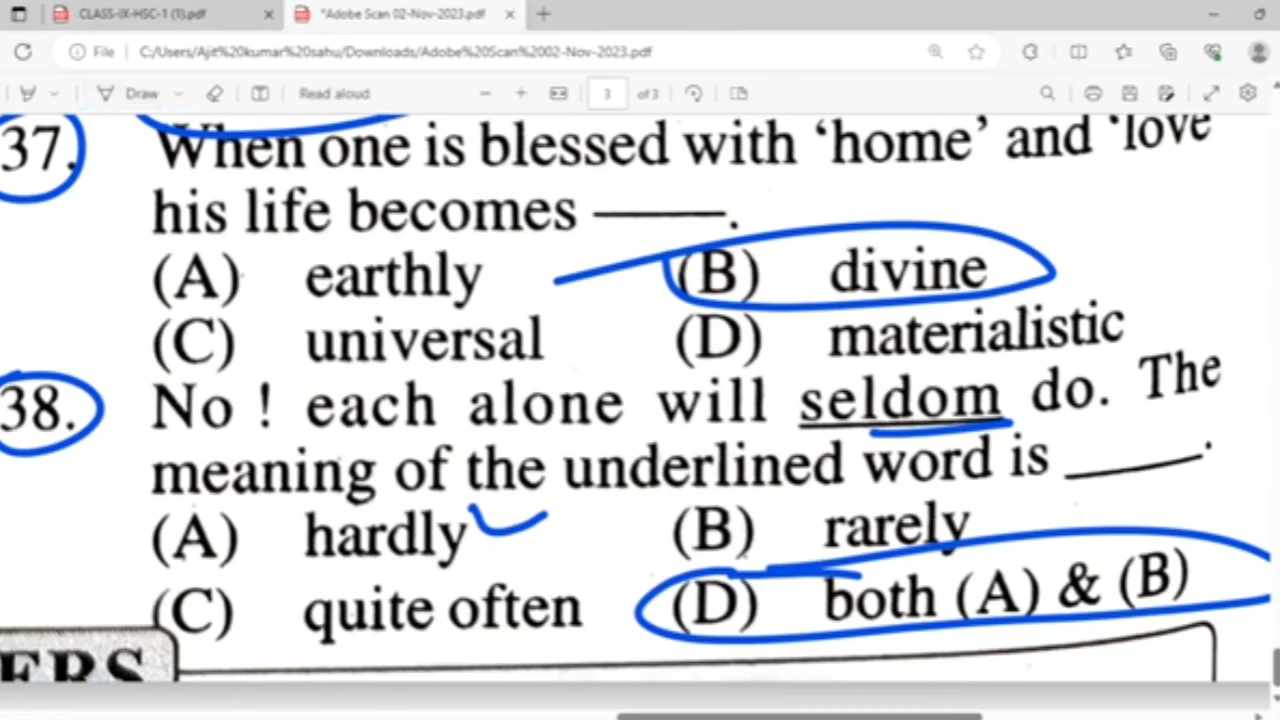 CLASS-IX-HSC-1 (1).pdf
*Adobe Scan 02-Nov-2023.pdf
File C:/Users/Ajit%20kumar%20sahu/Downloads/Adobe%20Scan%2002-Nov-2023.pdf
Draw Read aloud 3 of 3
37. When one is blessed with ‘home’ and ‘love
his life becomes ———.
(A) earthly (B) divine
(C) universal (D) materialistic
38. No ! each alone will seldom do. The
meaning of the underlined word is ———.
(A) hardly (B) rarely
(C) quite often (D) both (A) & (B)
ERS